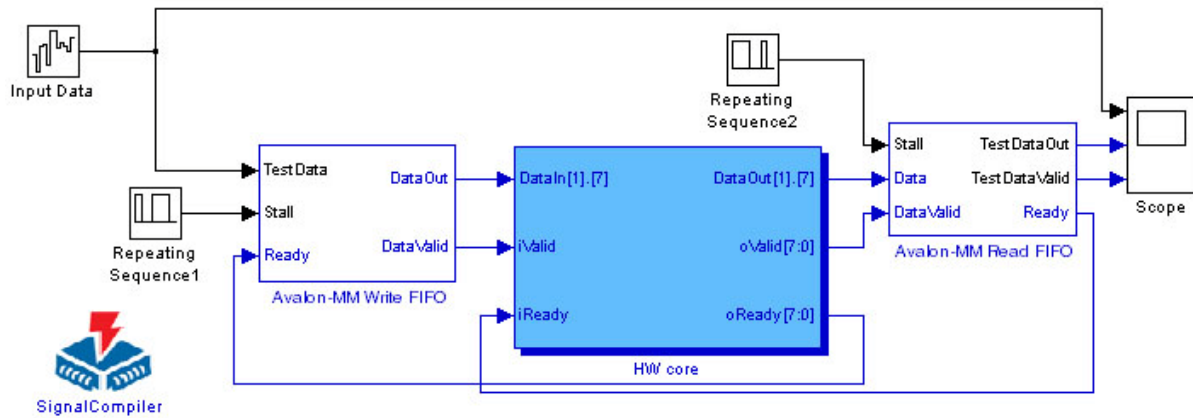 Input Data
Repeating
Sequence2
Scope
TestData
Stall
Ready
DataOut
DataValid
Avalon-MM Write FIFO
Repeating
Sequence1
DataIn[1].[7]
iValid
iReady
DataOut[1].[7]
oValid[7:0]
oReady[7:0]
HW core
Stall
Data
DataValid
TestDataOut
TestDataValid
Ready
Avalon-MM Read FIFO
SignalCompiler